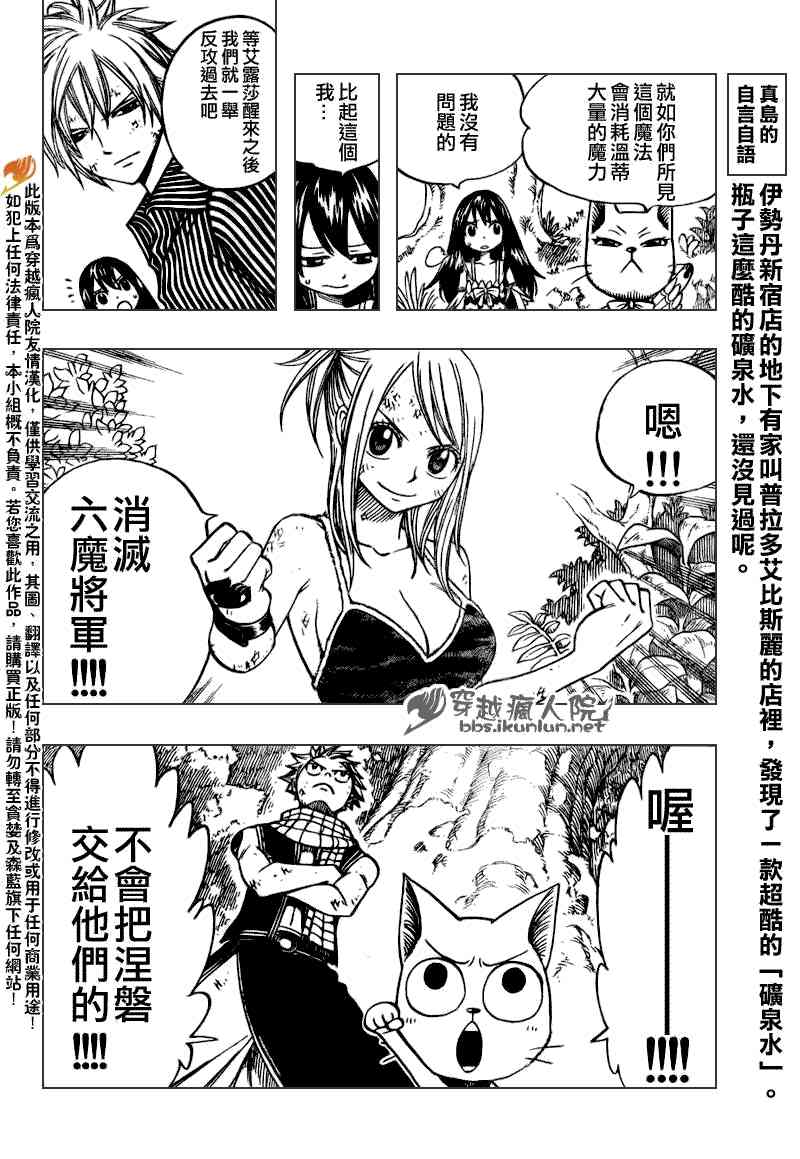 真島的
自言自語
伊勢丹新宿店的地下有家叫普拉多艾比斯麗的店裡，發現了一款超酷的「礦泉水」。
瓶子這麼酷的礦泉水，還沒見過呢。
就如你們所見
這個魔法
會消耗溫蒂
大量的魔力
我沒有
問題的
比起這個
我…
等艾露莎醒來之後
我們就一舉
反攻過去吧
嗯!!!
消滅
六魔將軍
!!!!!
穿越瘋人院
bbs.ikunlun.net
喔――!!!!!
不會把涅磐
交給他們的
!!!!
此版本爲穿越瘋人院友情漢化，僅供學習交流之用，其圖、翻譯以及任何部分不得進行修改或用于任何商業用途！
如犯上任何法律責任，本小組概不負責。若您喜歡此作品，請購買正版！請勿轉至貪婪及森藍旗下任何網站！